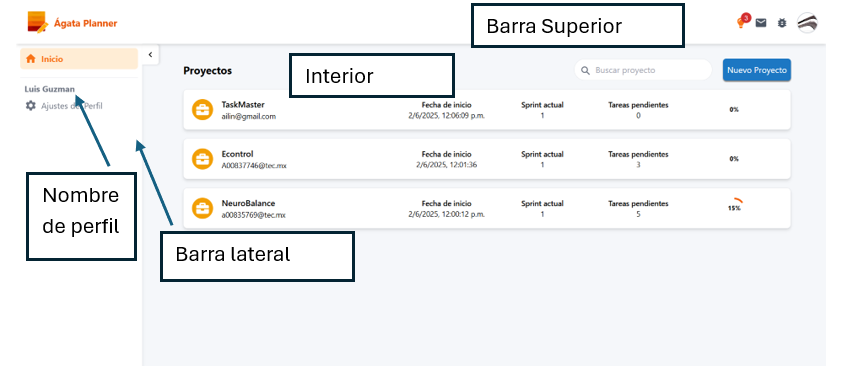 Ágata Planner
Barra Superior
3
Inicio
Proyectos
Interior
Buscar proyecto
Nuevo Proyecto
Luis Guzman
Ajustes de Perfil
TaskMaster
ailin@gmail.com
Fecha de inicio
2/6/2025, 12:06:09 p.m.
Sprint actual
1
Tareas pendientes
0
0%
Econtrol
A00837746@tec.mx
Fecha de inicio
2/6/2025, 12:01:36
Sprint actual
1
Tareas pendientes
3
0%
NeuroBalance
a00835769@tec.mx
Fecha de inicio
2/6/2025, 12:00:12 p.m.
Sprint actual
1
Tareas pendientes
5
15%
Nombre
de perfil
Barra lateral